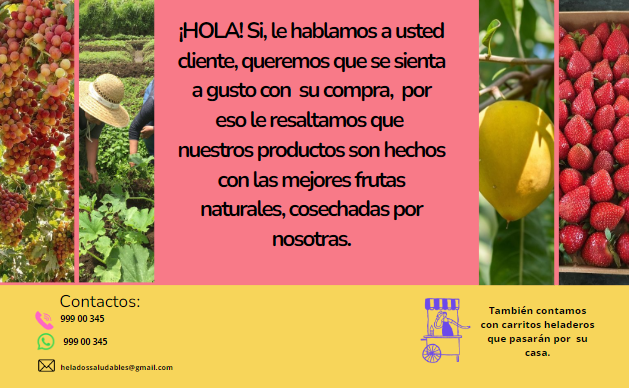 ¡HOLA! Si, le hablamos a usted
cliente, queremos que se sienta
a gusto con su compra, por
eso le resaltamos que
nuestros productos son hechos
con las mejores frutas
naturales, cosechadas por
nosotras.
Contactos:
999 00 345
999 00 345
heladossaludables@gmail.com
También contamos
con carritos heladeros
que pasarán por su
casa.